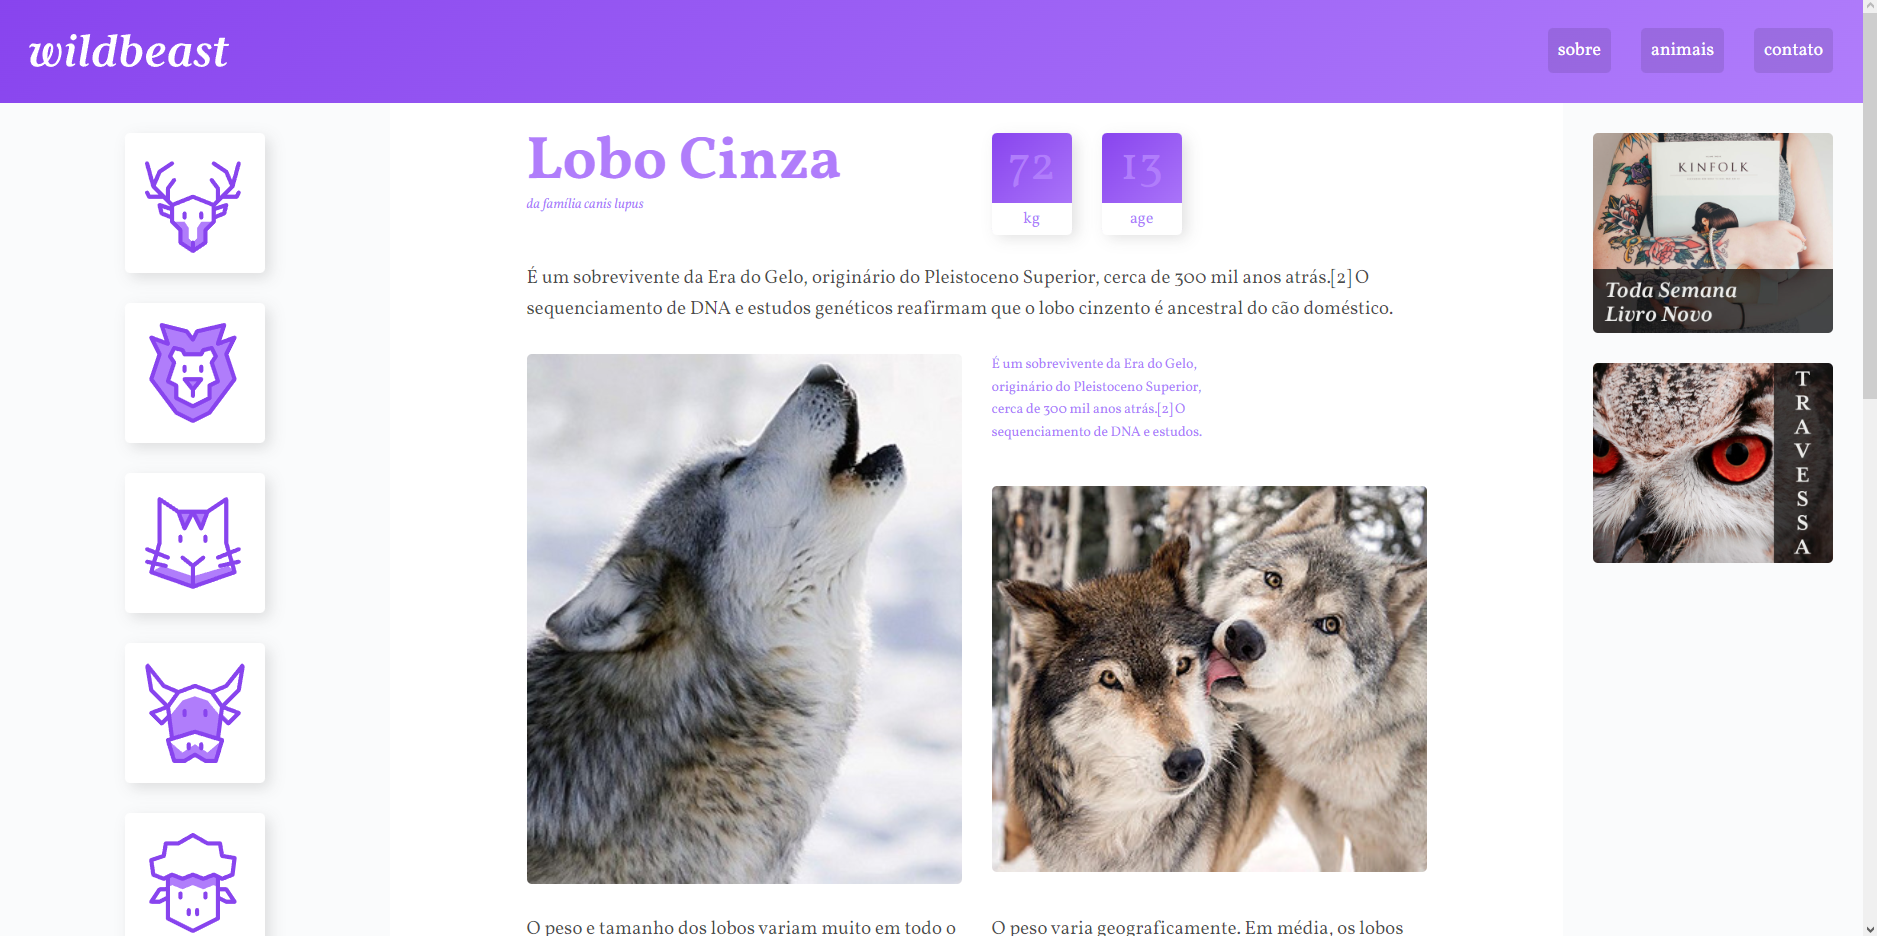 wildbeast
sobre
animais
contato
Lobo Cinza
da família canis lupus
72
kg
13
age
É um sobrevivente da Era do Gelo, originário do Pleistoceno Superior, cerca de 300 mil anos atrás.[2] O
sequenciamento de DNA e estudos genéticos reafirmam que o lobo cinzento é ancestral do cão doméstico.
É um sobrevivente da Era do Gelo,
originário do Pleistoceno Superior,
cerca de 300 mil anos atrás.[2] O
sequenciamento de DNA e estudos.
O peso e tamanho dos lobos variam muito em todo o
O peso varia geograficamente. Em média, os lobos
KINFOLK
Toda Semana
Livro Novo
TRAVESSA